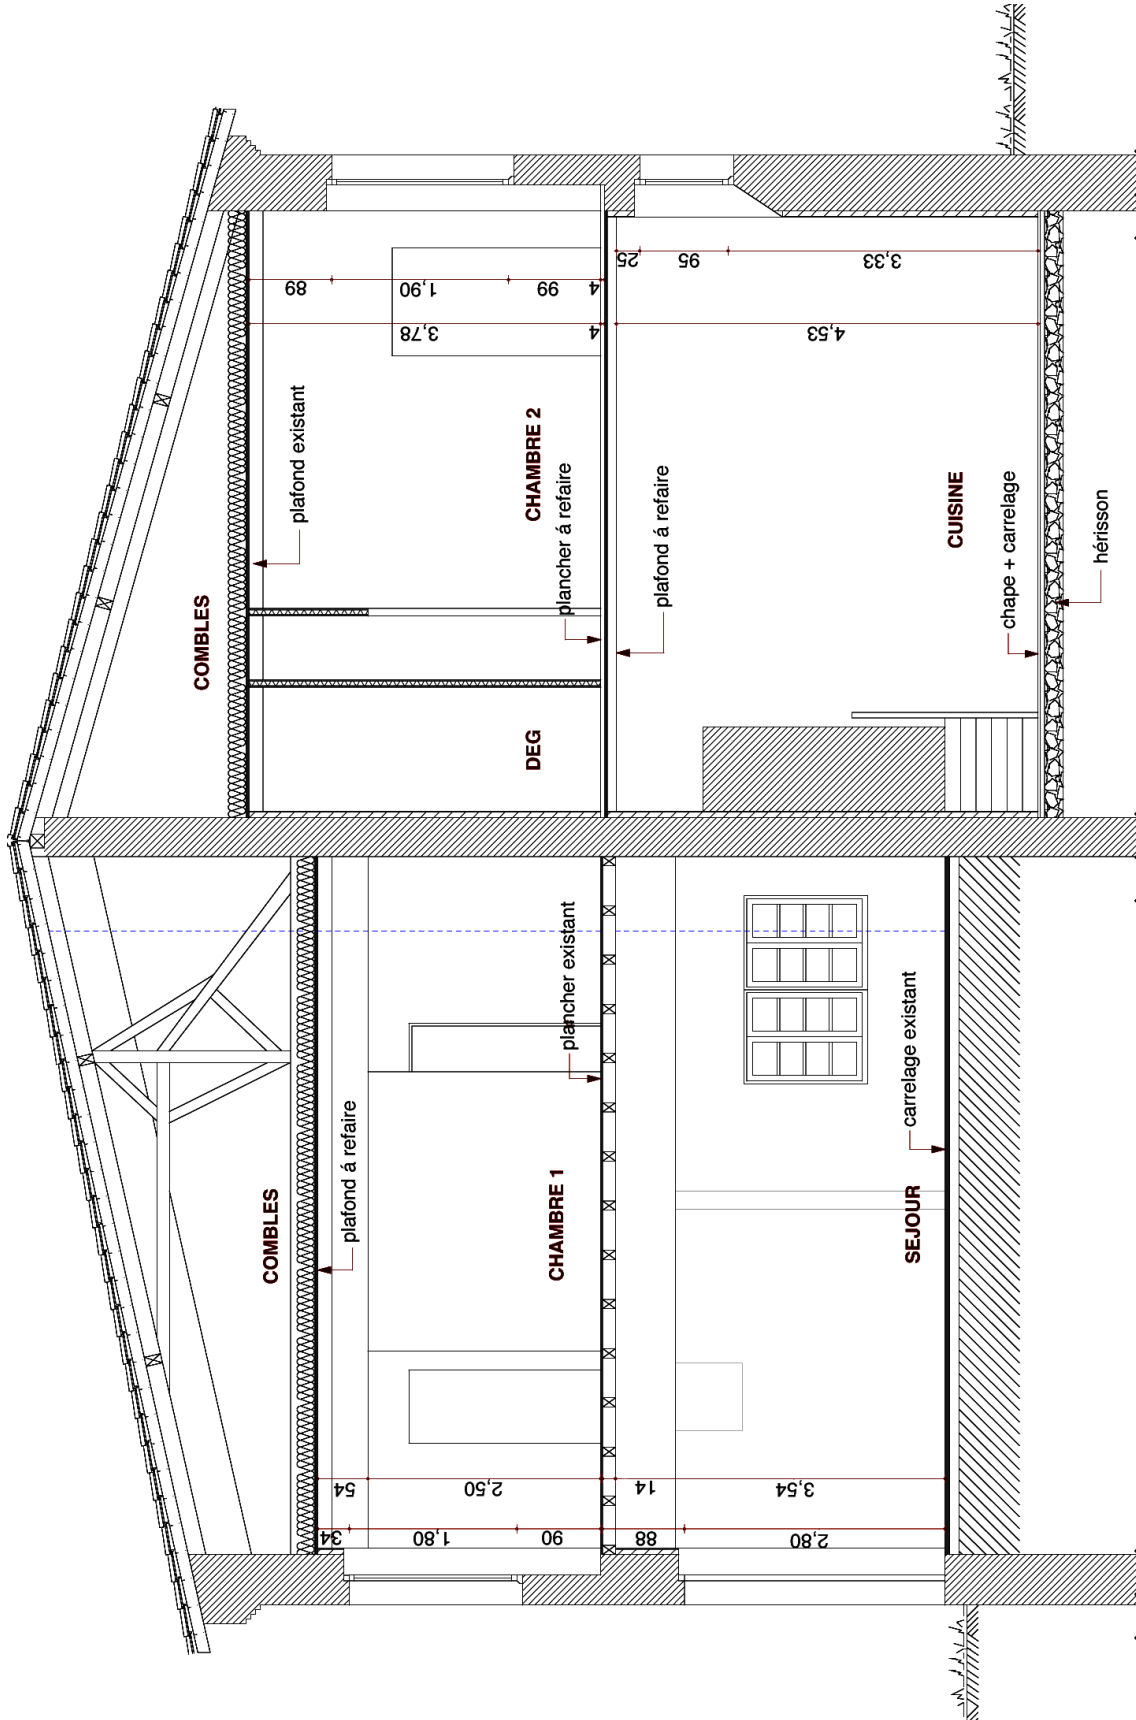 COMBLES
plafond existant
89
1,90
99
4
3,78
4
CHAMBRE 2
plancher á refaire
DEG
25
95
3,33
4,53
plafond á refaire
CUISINE
chape + carrelage
hérisson
COMBLES
plafond á refaire
CHAMBRE 1
plancher existant
54
2,50
14
3,54
34
1,80
90
88
2,80
SEJOUR
carrelage existant